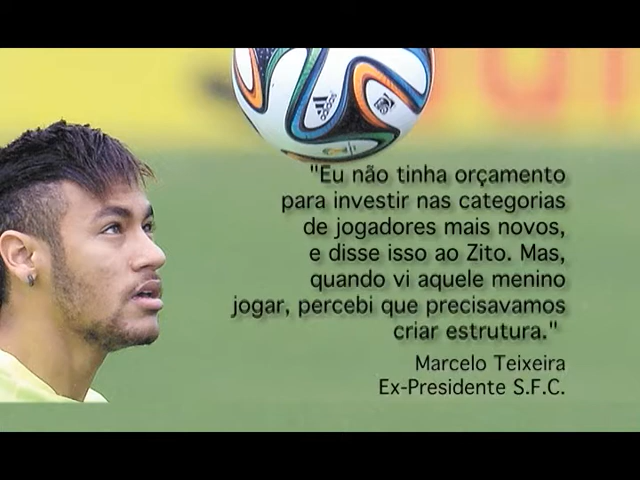 adidas
"Eu não tinha orçamento
para investir nas categorias
de jogadores mais novos,
e disse isso ao Zito. Mas,
quando vi aquele menino
jogar, percebi que precisavamos
criar estrutura."
Marcelo Teixeira
Ex-Presidente S.F.C.